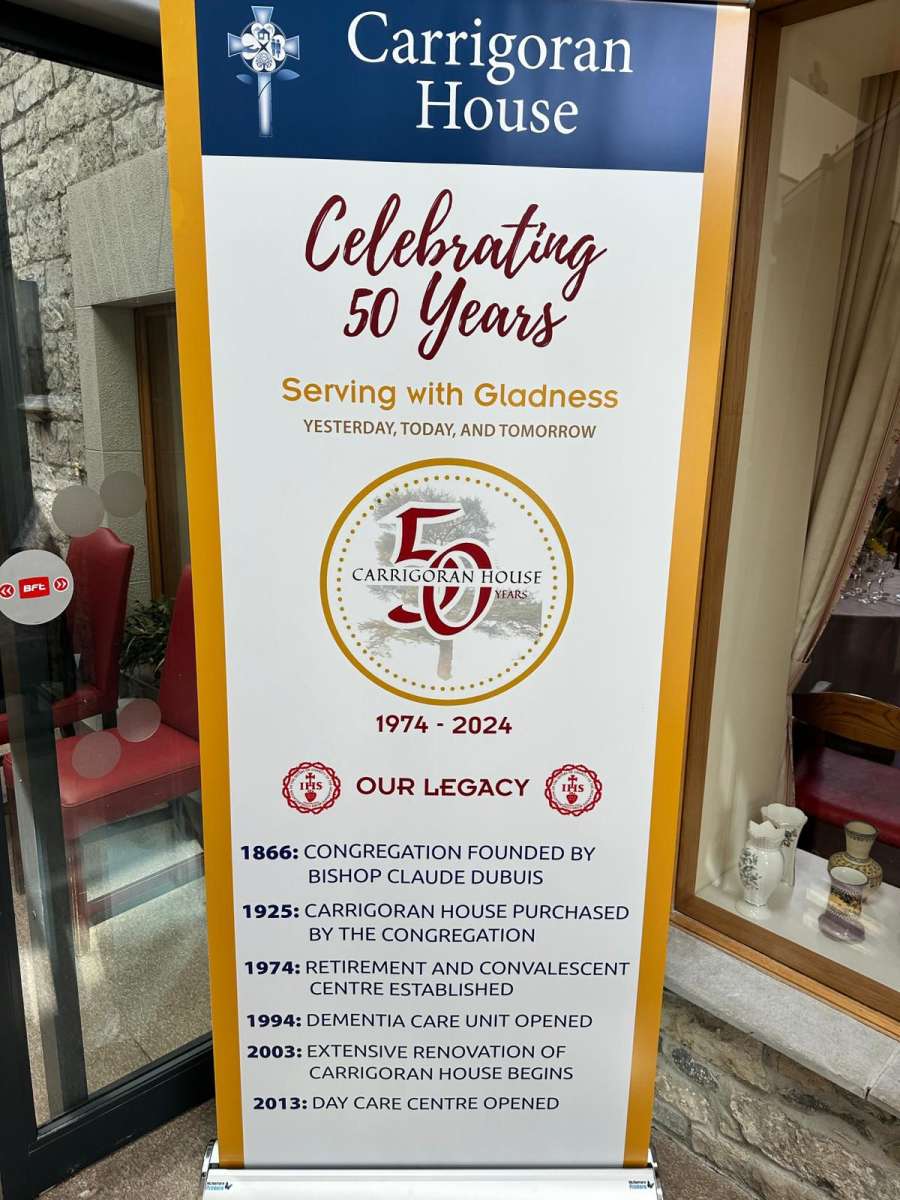 Carrigoran
House
Celebrating
50 Years
Serving with Gladness
YESTERDAY, TODAY, AND TOMORROW
50
CARRIGORAN HOUSE
YEARS
1974 - 2024
IHS
OUR LEGACY
IHS
1866: CONGREGATION FOUNDED BY
BISHOP CLAUDE DUBUIS
1925: CARRIGORAN HOUSE PURCHASED
BY THE CONGREGATION
1974: RETIREMENT AND CONVALESCENT
CENTRE ESTABLISHED
1994: DEMENTIA CARE UNIT OPENED
2003: EXTENSIVE RENOVATION OF
CARRIGORAN HOUSE BEGINS
2013: DAY CARE CENTRE OPENED
BFt